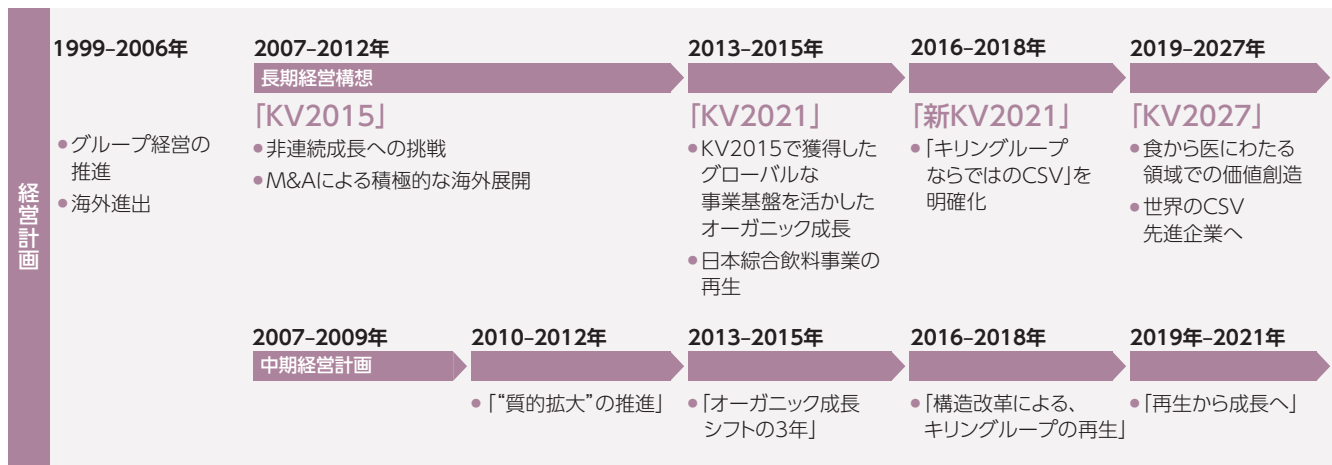 経営計画
1999–2006年
•グループ経営の
推進
•海外進出
2007–2012年
長期経営構想
「KV2015」
•非連続成長への挑戦
•M&Aによる積極的な海外展開
2013–2015年
「KV2021」
•KV2015で獲得した
グローバルな
事業基盤を活かした
オーガニック成長
•日本綜合飲料事業の
再生
2016–2018年
「新KV2021」
•「キリングループ
ならではのCSV」を
明確化
2019–2027年
「KV2027」
•食から医にわたる
領域での価値創造
•世界のCSV
先進企業へ
2007–2009年
中期経営計画
2010–2012年
•「“質的拡大”の推進」
2013–2015年
•「オーガニック成長
シフトの3年」
2016–2018年
•「構造改革による、
キリングループの再生」
2019年–2021年
•「再生から成長へ」